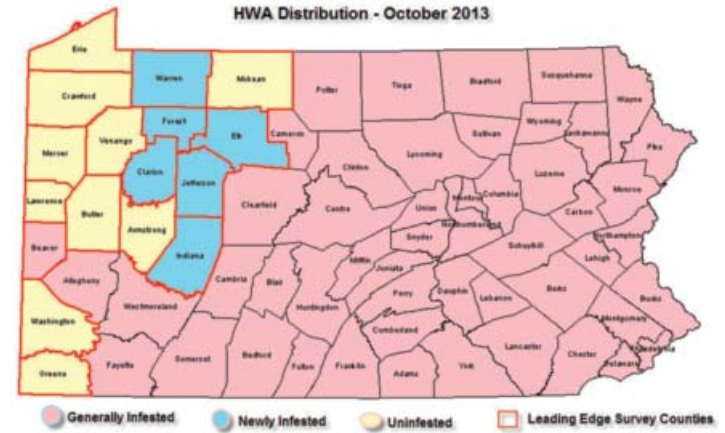 HWA Distribution - October 2013
Erie
Warren
McKean
Potter
Tioga
Bradford
Susquehanna
Crawford
Wayne
Forest
Elk
Cameron
Sullivan
Wyoming
Lackawanna
Pike
Venango
Mercer
Clarion
Jefferson
Clinton
Lycoming
Luzerne
Monroe
Lawrence
Butler
Armstrong
Clearfield
Centre
Union
Montour
Columbia
Carbon
Northampton
Beaver
Indiana
Snyder
Northumberland
Schuylkill
Lehigh
Allegheny
Cambria
Blair
Mifflin
Juniata
Dauphin
Lebanon
Berks
Bucks
Westmoreland
Huntingdon
Perry
Montgomery
Washington
Cumberland
Lancaster
Chester
Philadelphia
Delaware
Greene
Fayette
Somerset
Bedford
Fulton
Franklin
Adams
York
Generally Infested
Newly Infested
Uninfested
Leading Edge Survey Counties